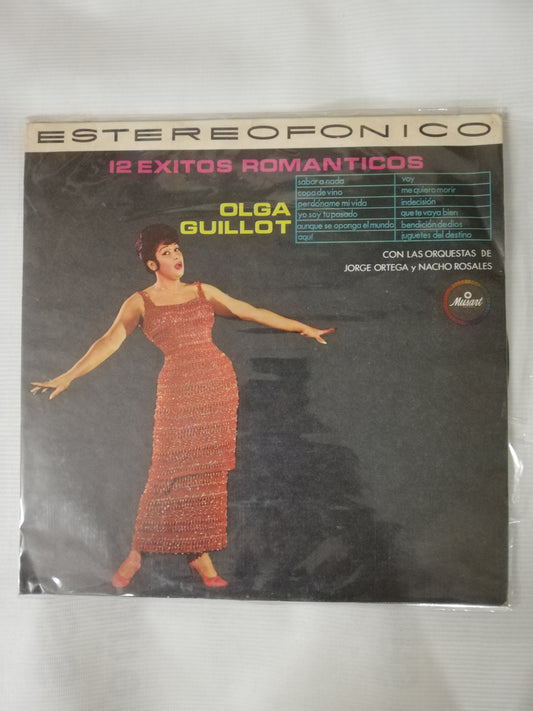 ESTEREOFONICO
12 EXITOS ROMANTICOS
OLGA
GUILLOT
sabor a nada
copa de vino
perdóname mi vida
yo soy tu pasado
aunque se oponga el mundo
aquí
voy
me quiero morir
indecisión
que te vaya bien
bendición de dios
juguetes del destino
CON LAS ORQUESTAS DE
JORGE ORTEGA y NACHO ROSALES
Musart